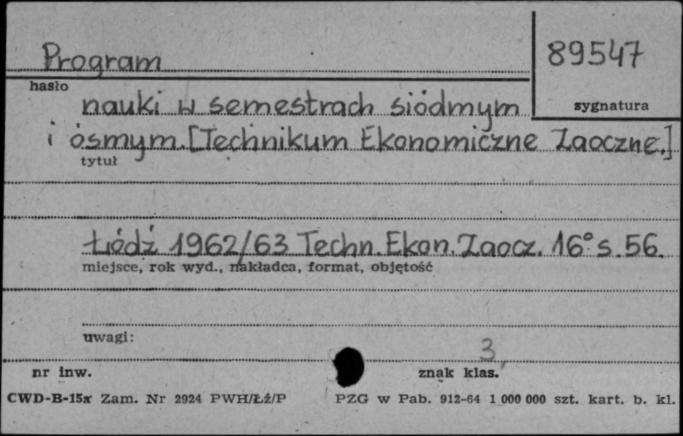 Program
89547
hasło
nauki w semestrach siódmym
sygnatura
i ósmym. [Technikum Ekonomiczne Zaoczne.]
tytuł
Łódź 1962/63 Techn. Ekon. Zaocz. 16° s. 56.
miejsce, rok wyd., nakładca, format, objętość
uwagi:
3
nr inw.
znak klas.
CWD-B-15a Zam. Nr 2924 PWH/Łź/P PZG w Pab. 912-64 1 000 000 szt. kart. b. kl.